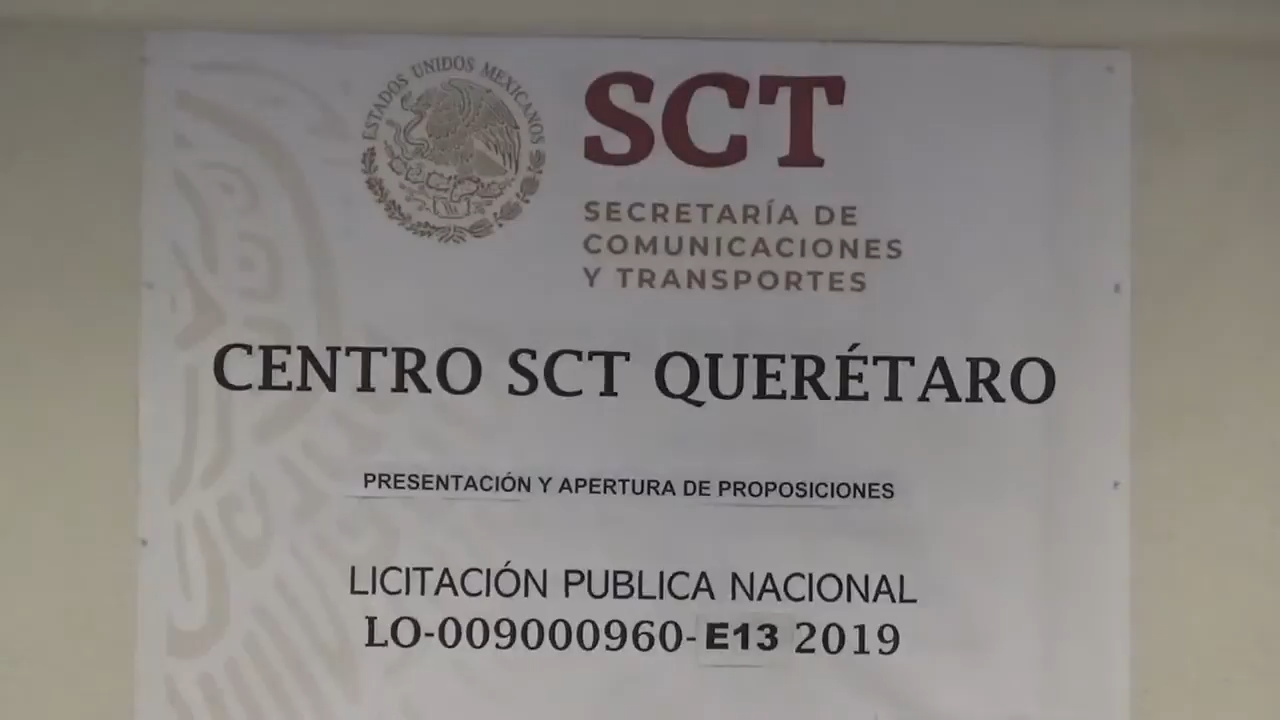 ESTADOS UNIDOS MEXICANOS
SCT
SECRETARÍA DE
COMUNICACIONES
Y TRANSPORTES
CENTRO SCT QUERÉTARO
PRESENTACIÓN Y APERTURA DE PROPOSICIONES
LICITACIÓN PUBLICA NACIONAL
LO-009000960-E13 2019